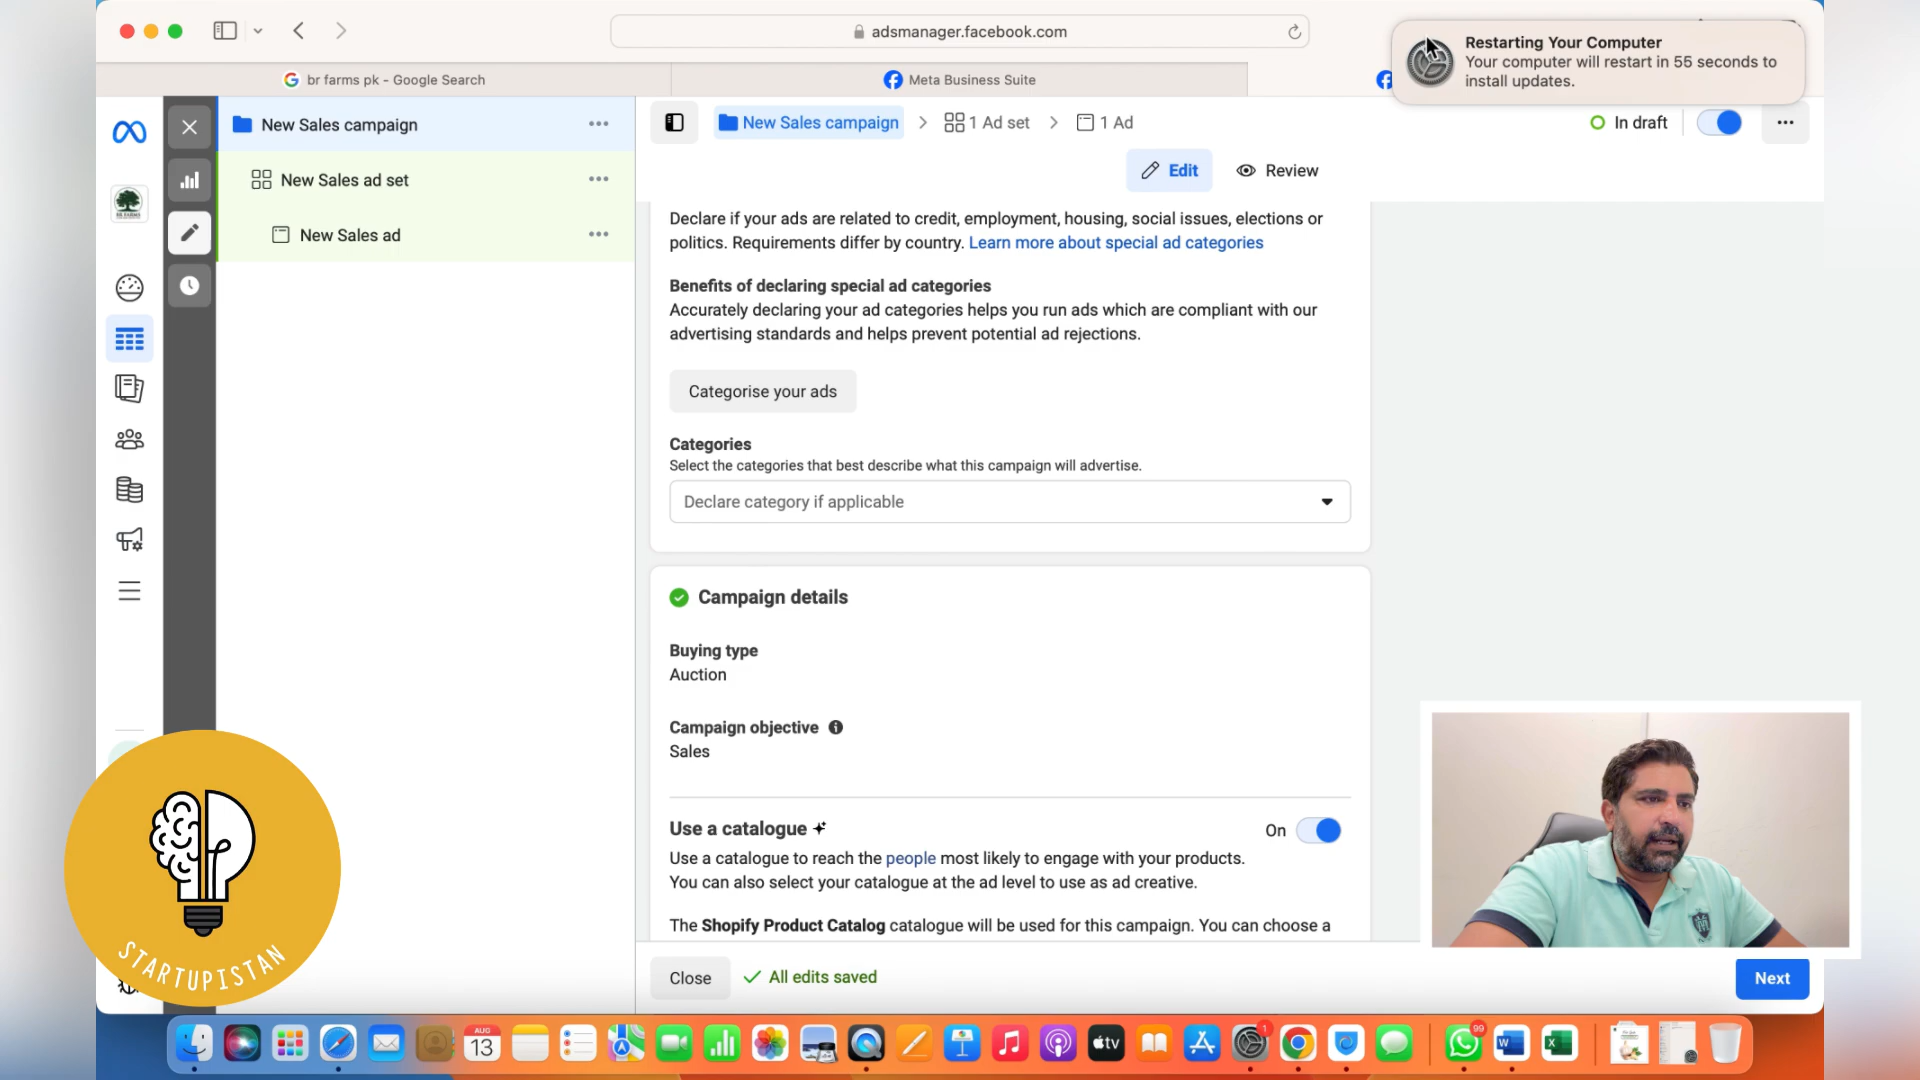 adsmanager.facebook.com
Restarting Your Computer
Your computer will restart in 55 seconds to
install updates.
br farms pk - Google Search
Meta Business Suite
New Sales campaign
New Sales ad set
New Sales ad
New Sales campaign
1 Ad set
1 Ad
In draft
Edit
Review
Declare if your ads are related to credit, employment, housing, social issues, elections or
politics. Requirements differ by country. Learn more about special ad categories
Benefits of declaring special ad categories
Accurately declaring your ad categories helps you run ads which are compliant with our
advertising standards and helps prevent potential ad rejections.
Categorise your ads
Categories
Select the categories that best describe what this campaign will advertise.
Declare category if applicable
Campaign details
Buying type
Auction
Campaign objective
Sales
Use a catalogue
On
Use a catalogue to reach the people most likely to engage with your products.
You can also select your catalogue at the ad level to use as ad creative.
The Shopify Product Catalog catalogue will be used for this campaign. You can choose a
Close
All edits saved
Next
STARTUPISTAN
AUG
13
tv
1
99
W
X